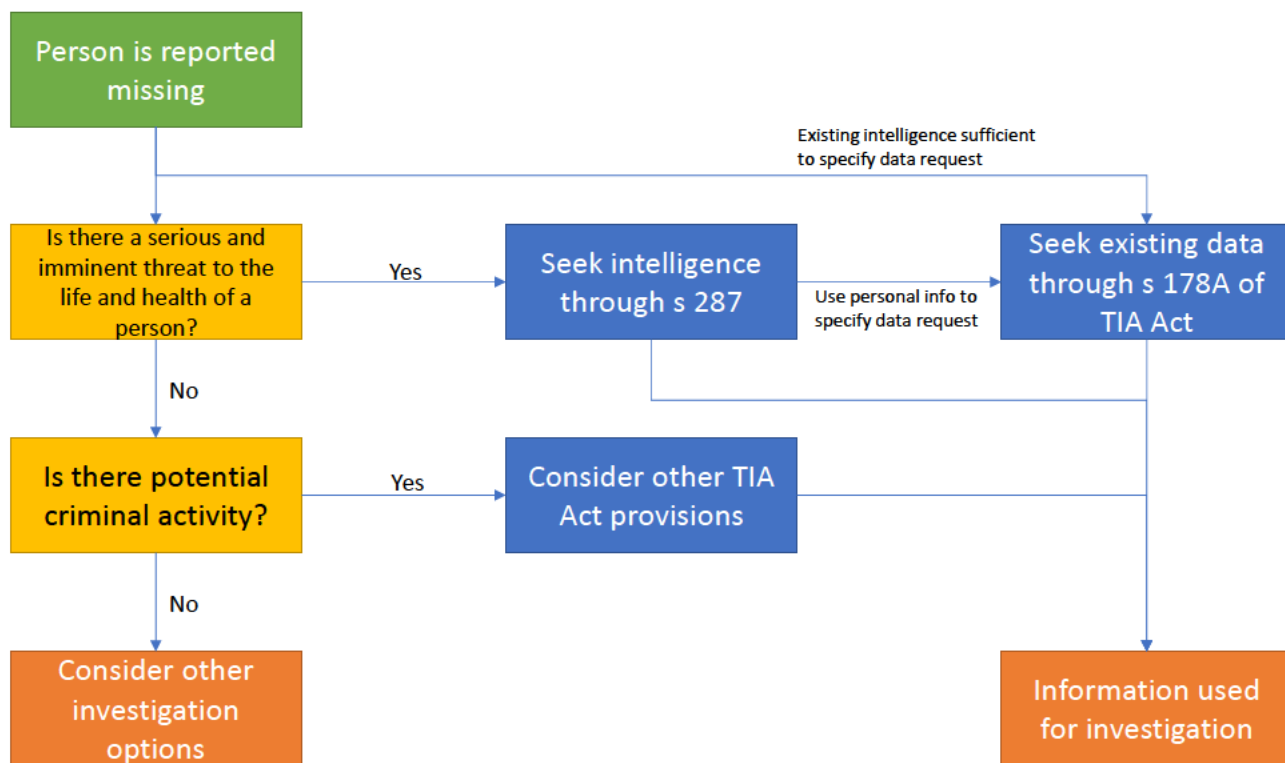 Person is reported
missing
Existing intelligence sufficient
to specify data request
Is there a serious and
imminent threat to the
life and health of a
person?
Yes
Seek intelligence
through s 287
Use personal info to
specify data request
Seek existing data
through s 178A of
TIA Act
No
Is there potential
criminal activity?
Yes
Consider other TIA
Act provisions
No
Consider other
investigation
options
Information used
for investigation